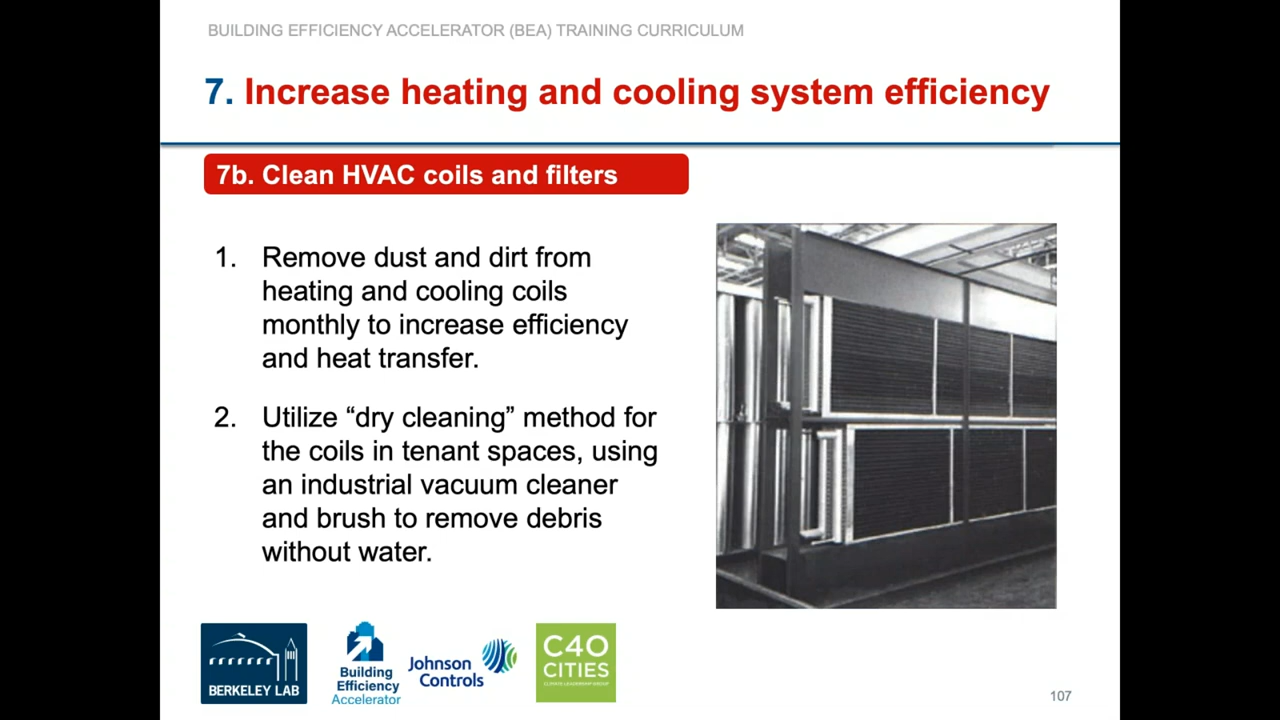 BUILDING EFFICIENCY ACCELERATOR (BEA) TRAINING CURRICULUM
7. Increase heating and cooling system efficiency
7b. Clean HVAC coils and filters
1. Remove dust and dirt from
heating and cooling coils
monthly to increase efficiency
and heat transfer.
2. Utilize “dry cleaning” method for
the coils in tenant spaces, using
an industrial vacuum cleaner
and brush to remove debris
without water.
BERKELEY LAB
Building
Efficiency
Accelerator
Johnson
Controls
C40
CITIES
CLIMATE LEADERSHIP GROUP
107